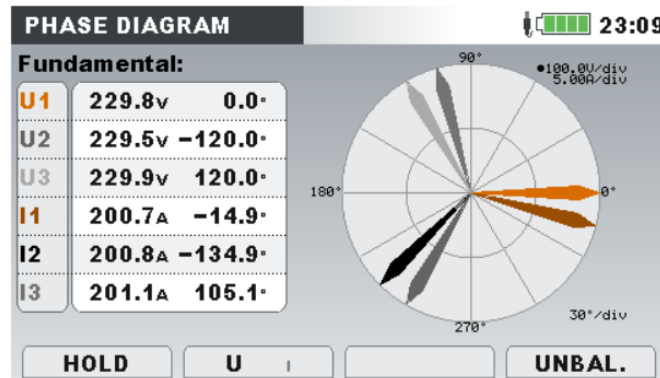 PHASE DIAGRAM 23:09
Fundamental:
U1 229.8V 0.0°
U2 229.5V -120.0°
U3 229.9V 120.0°
I1 200.7A -14.9°
I2 200.8A -134.9°
I3 201.1A 105.1°
90°
●100.0V/div
5.00A/div
180°
0°
270°
30°/div
HOLD U I UNBAL.